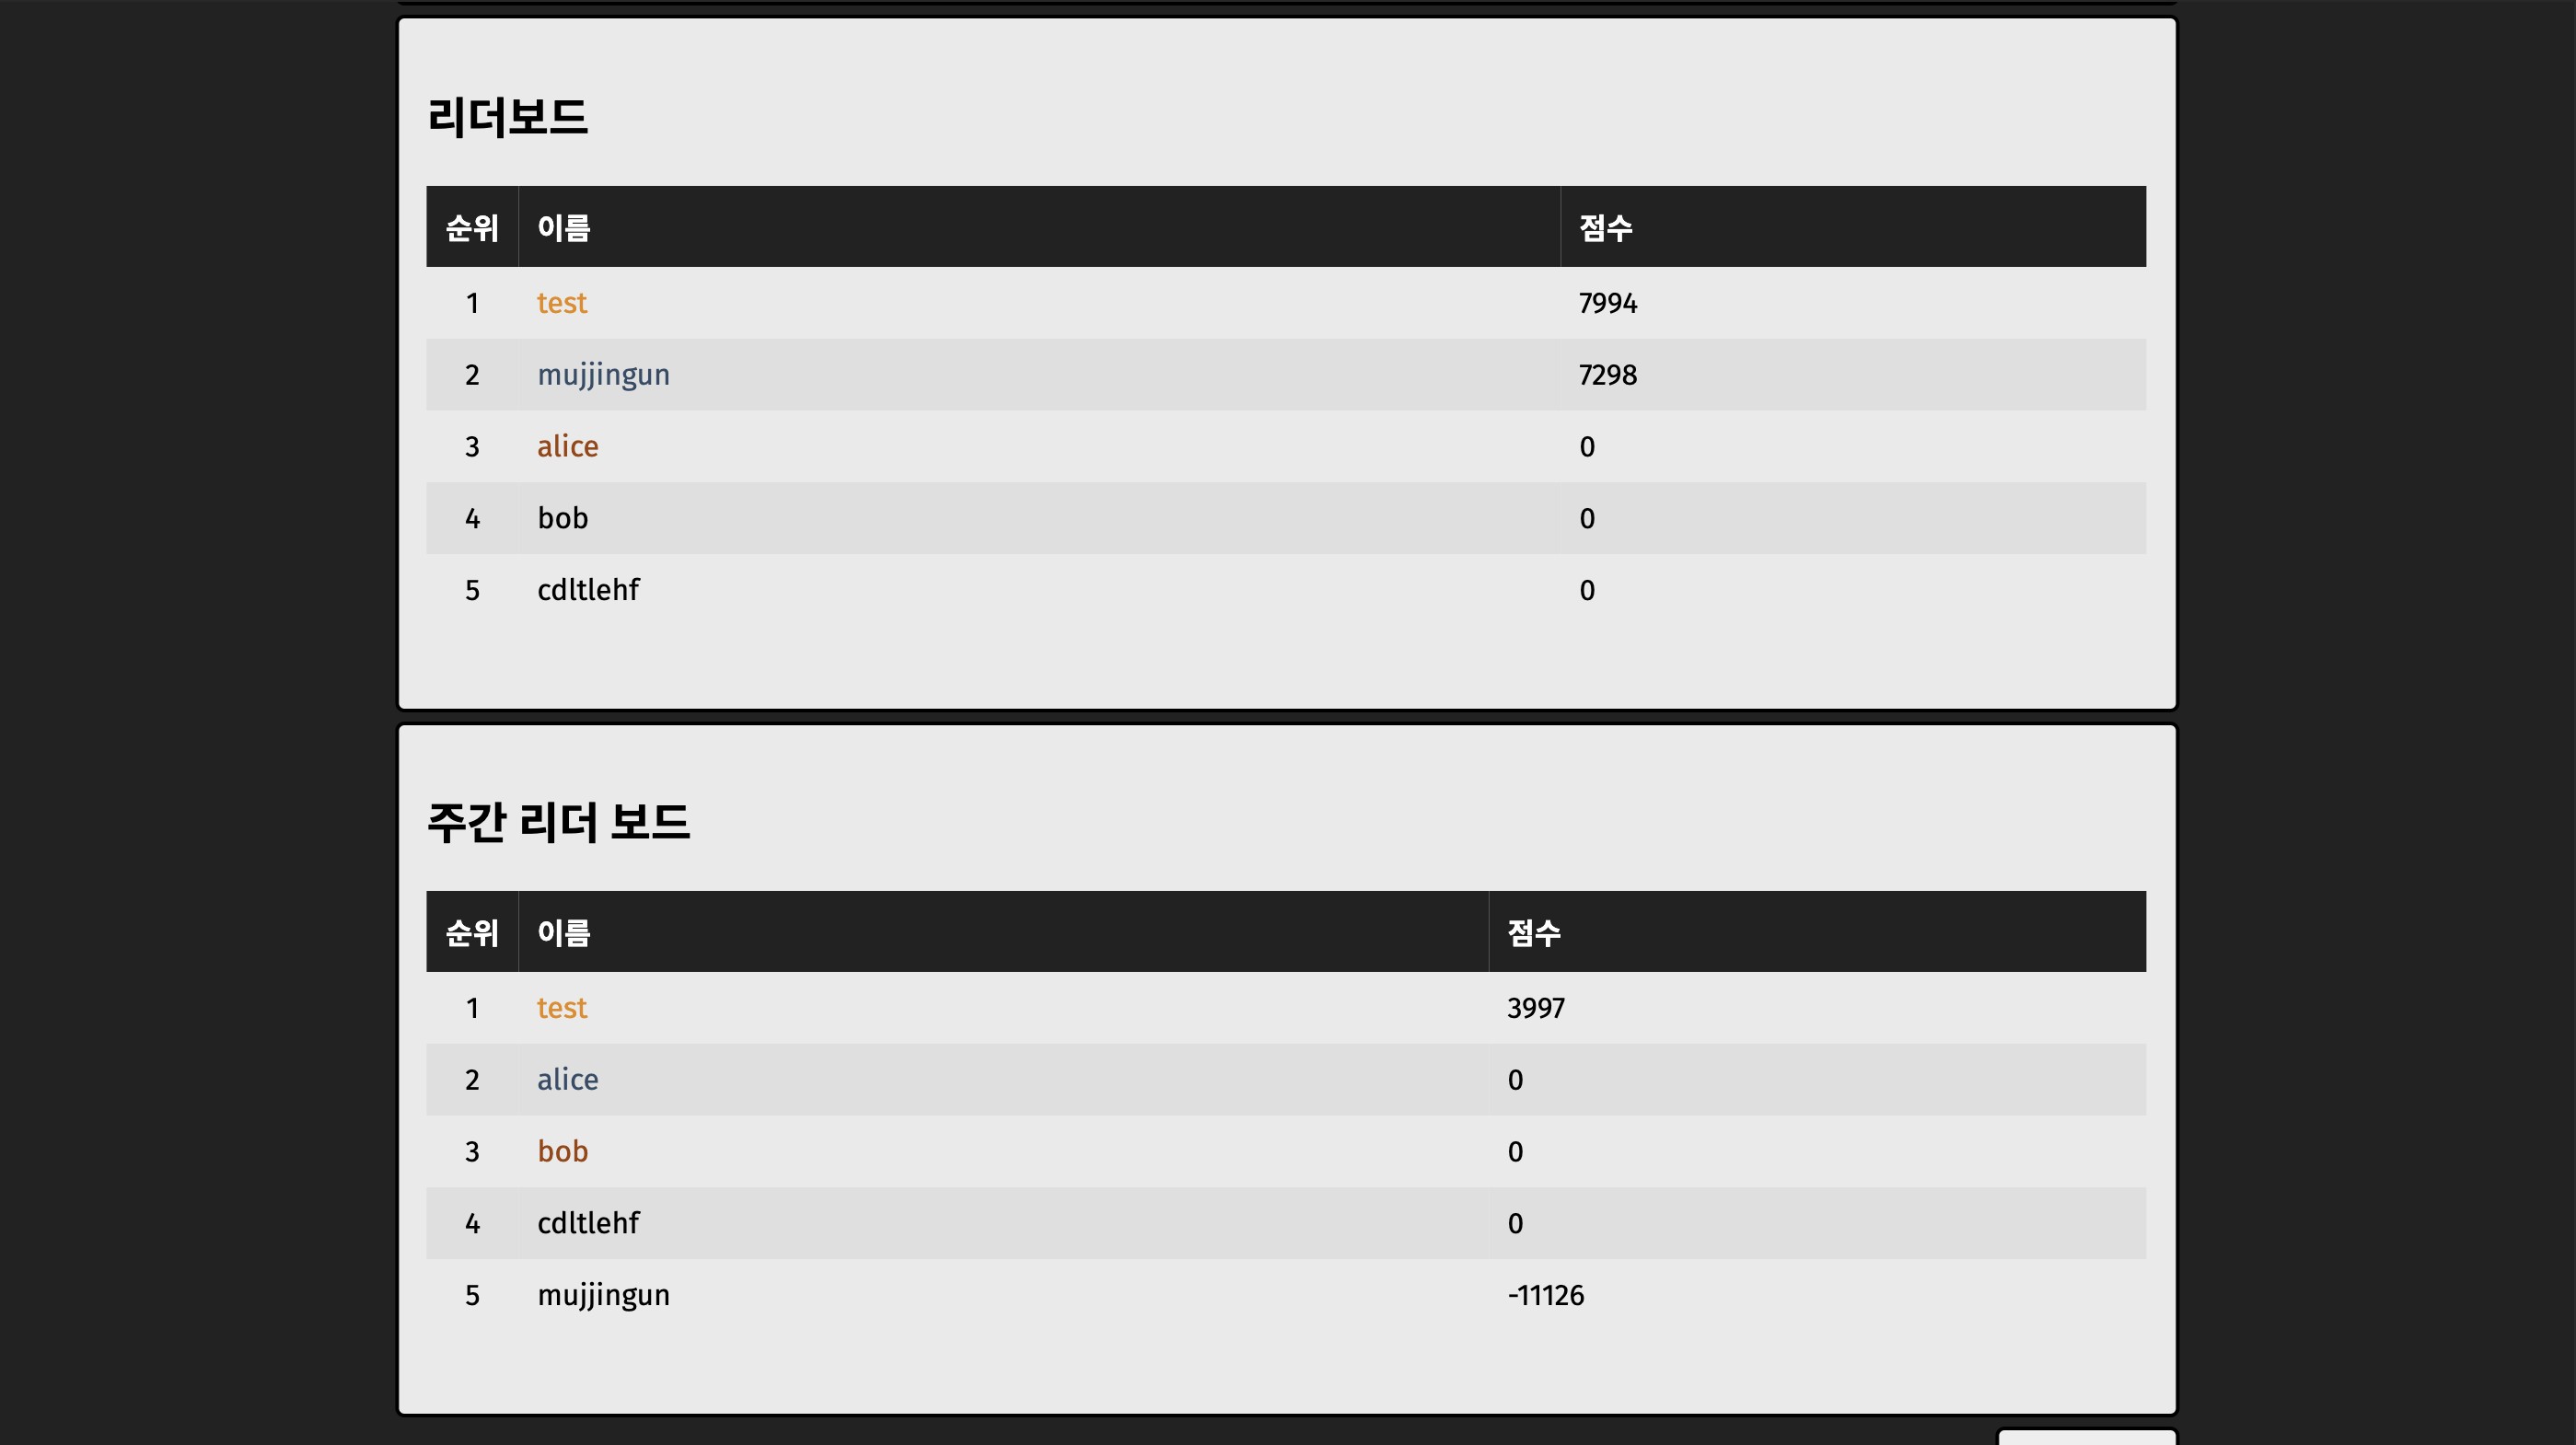 리더보드
순위 이름 점수
1 test 7994
2 mujjingun 7298
3 alice 0
4 bob 0
5 cdltlehf 0
주간 리더 보드
순위 이름 점수
1 test 3997
2 alice 0
3 bob 0
4 cdltlehf 0
5 mujjingun -11126